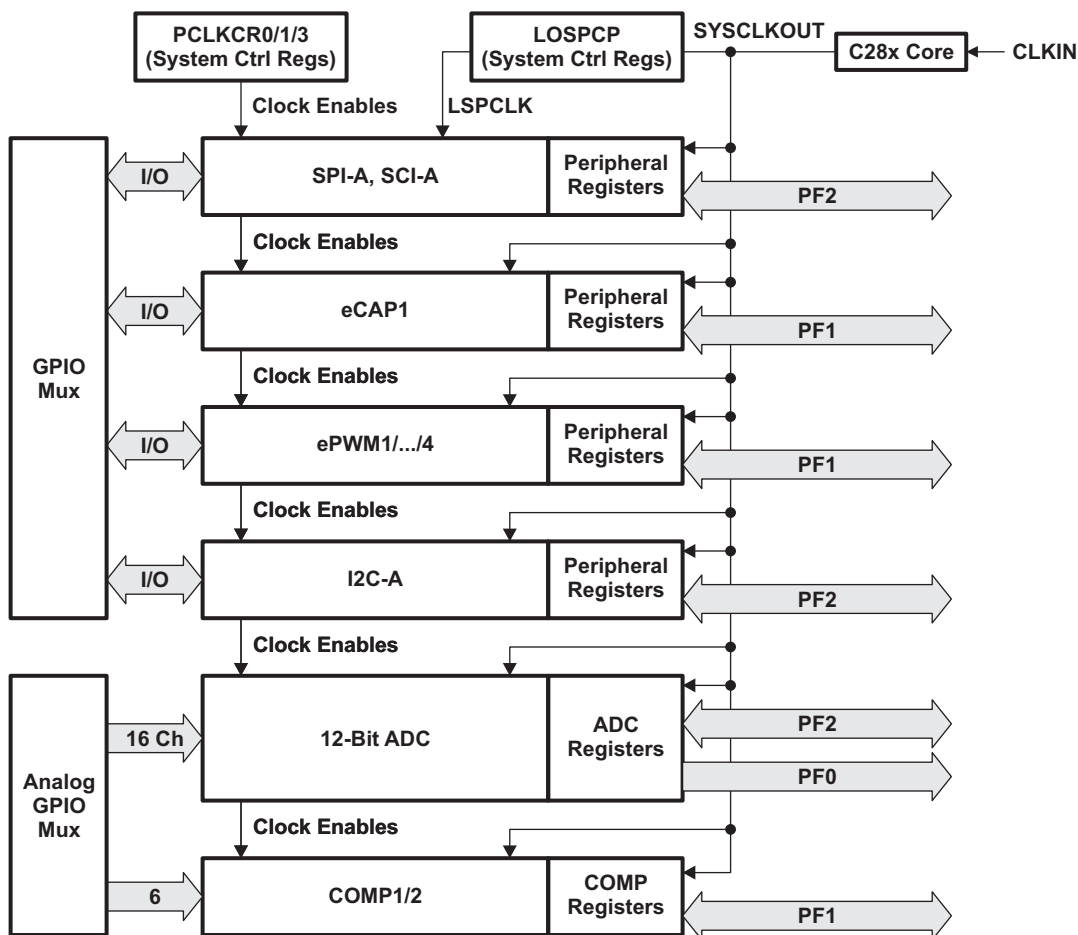 PCLKCR0/1/3
(System Ctrl Regs)
LOSPCP
(System Ctrl Regs)
SYSCLKOUT
C28x Core
CLKIN
Clock Enables
LSPCLK
I/O
SPI-A, SCI-A
Peripheral
Registers
PF2
Clock Enables
I/O
eCAP1
Peripheral
Registers
PF1
GPIO
Mux
Clock Enables
I/O
ePWM1/.../4
Peripheral
Registers
PF1
Clock Enables
I/O
I2C-A
Peripheral
Registers
PF2
Clock Enables
Analog
GPIO
Mux
16 Ch
12-Bit ADC
ADC
Registers
PF2
PF0
Clock Enables
6
COMP1/2
COMP
Registers
PF1